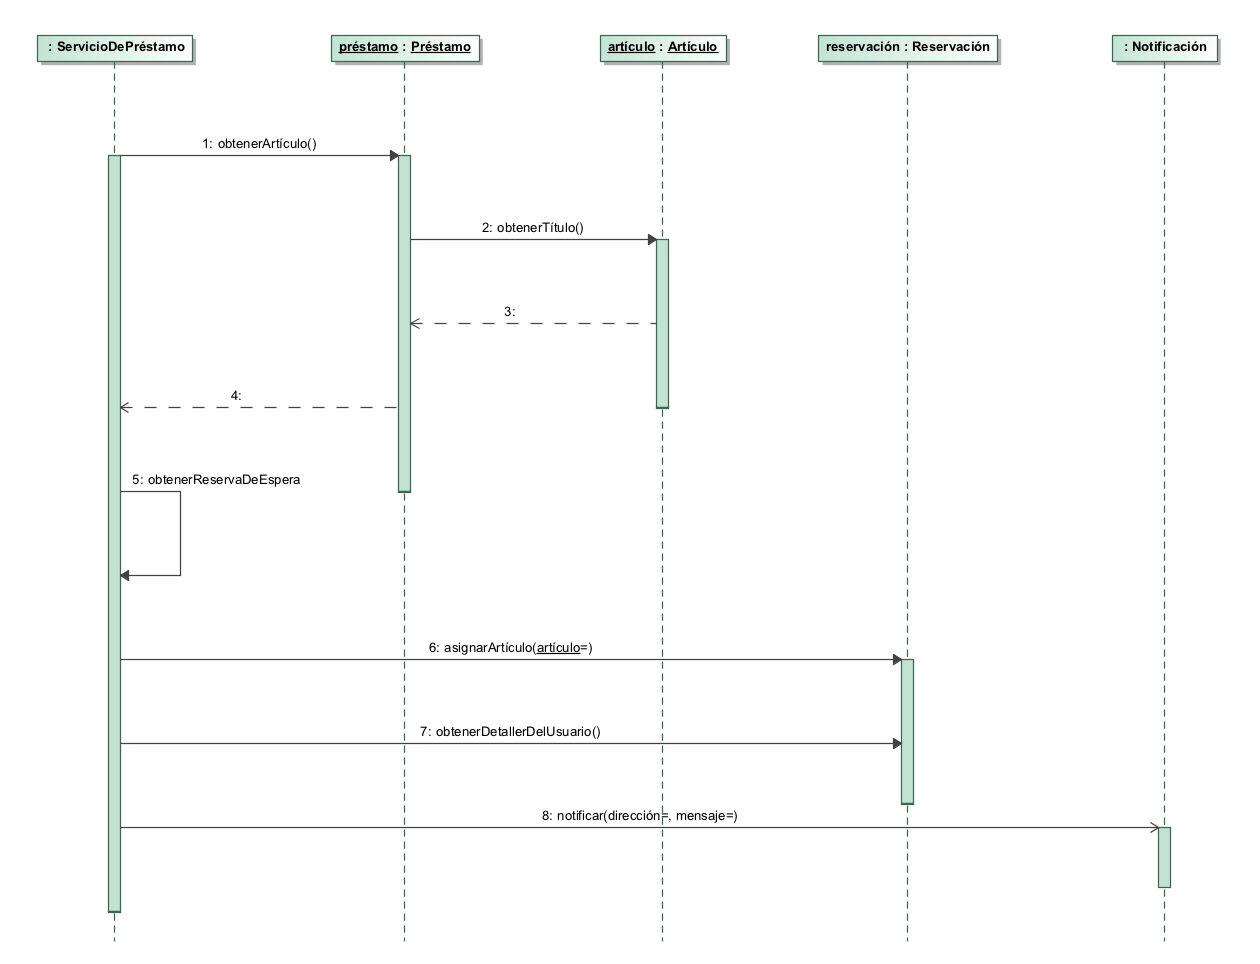 : ServicioDePréstamo
préstamo : Préstamo
artículo : Artículo
reservación : Reservación
: Notificación
1: obtenerArtículo()
2: obtenerTítulo()
3:
4:
5: obtenerReservaDeEspera
6: asignarArtículo(artículo=)
7: obtenerDetallerDelUsuario()
8: notificar(dirección=, mensaje=)